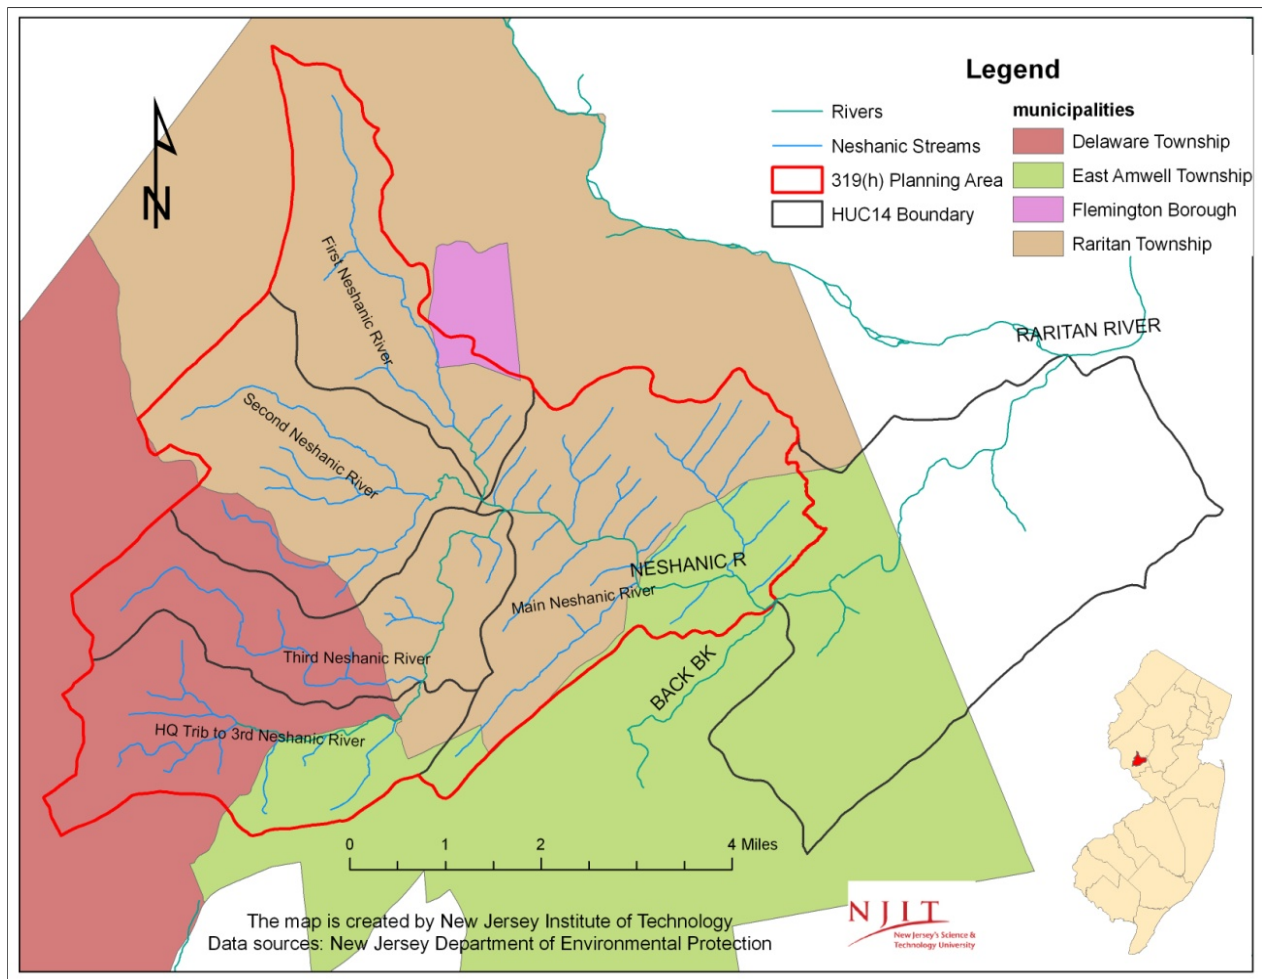 Legend
Rivers
Neshanic Streams
319(h) Planning Area
HUC14 Boundary
municipalities
Delaware Township
East Amwell Township
Flemington Borough
Raritan Township
N
First Neshanic River
RARITAN RIVER
Second Neshanic River
NESHANIC R
Main Neshanic River
Third Neshanic River
BACK BK
HQ Trib to 3rd Neshanic River
0 1 2 4 Miles
The map is created by New Jersey Institute of Technology
Data sources: New Jersey Department of Environmental Protection
NJIT
New Jersey's Science &
Technology University